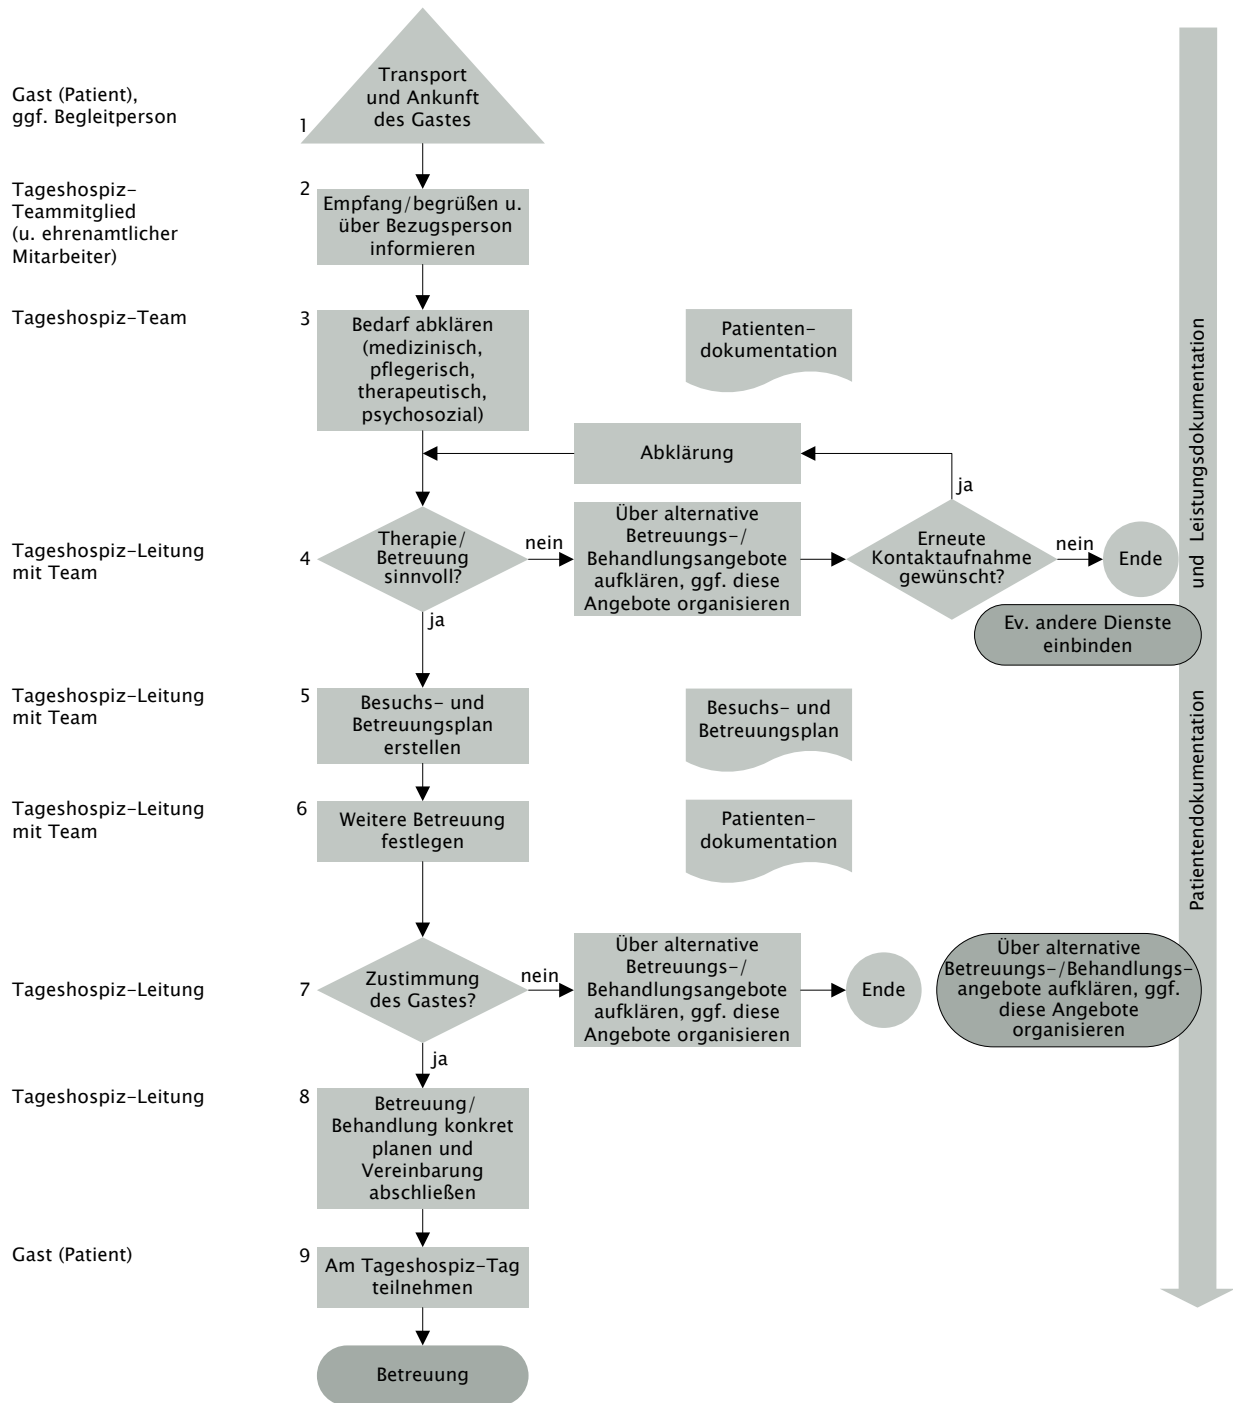 Gast (Patient),
ggf. Begleitperson
1
Transport
und Ankunft
des Gastes
Tageshospiz-
Teammitglied
(u. ehrenamtlicher
Mitarbeiter)
2
Empfang/begrüßen u.
über Bezugsperson
informieren
Tageshospiz-Team
3
Bedarf abklären
(medizinisch,
pflegerisch,
therapeutisch,
psychosozial)
Patienten-
dokumentation
Abklärung
ja
Tageshospiz-Leitung
mit Team
4
Therapie/
Betreuung
sinnvoll?
nein
Über alternative
Betreuungs-/
Behandlungsangebote
aufklären, ggf. diese
Angebote organisieren
Erneute
Kontaktaufnahme
gewünscht?
nein
Ende
Ev. andere Dienste
einbinden
ja
Tageshospiz-Leitung
mit Team
5
Besuchs- und
Betreuungsplan
erstellen
Besuchs- und
Betreuungsplan
Tageshospiz-Leitung
mit Team
6
Weitere Betreuung
festlegen
Patienten-
dokumentation
Tageshospiz-Leitung
7
Zustimmung
des Gastes?
nein
Über alternative
Betreuungs-/
Behandlungsangebote
aufklären, ggf. diese
Angebote organisieren
Ende
Über alternative
Betreuungs-/Behandlungs-
angebote aufklären, ggf.
diese Angebote
organisieren
ja
Tageshospiz-Leitung
8
Betreuung/
Behandlung konkret
planen und
Vereinbarung
abschließen
Gast (Patient)
9
Am Tageshospiz-Tag
teilnehmen
Betreuung
Patientendokumentation und Leistungsdokumentation